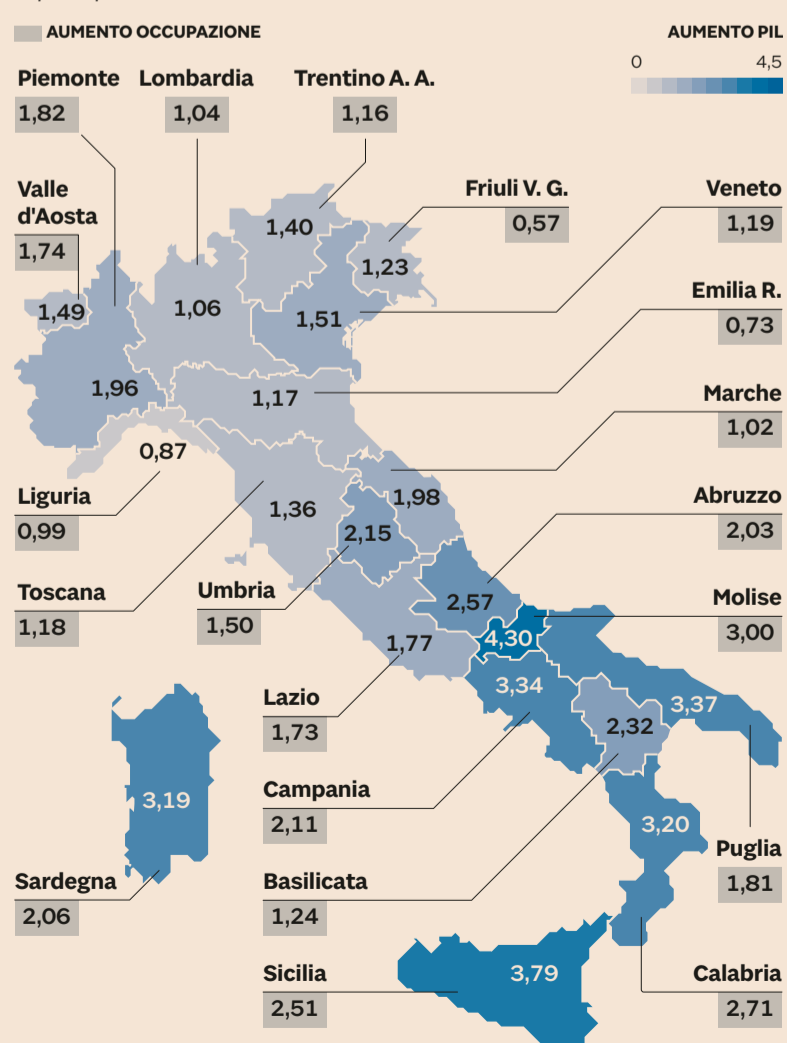 AUMENTO OCCUPAZIONE
AUMENTO PIL
0 4,5
Piemonte
1,82
Lombardia
1,04
Trentino A. A.
1,16
Valle
d'Aosta
1,74
Friuli V. G.
0,57
Veneto
1,19
Emilia R.
0,73
Marche
1,02
Abruzzo
2,03
Molise
3,00
Liguria
0,99
Toscana
1,18
Umbria
1,50
Lazio
1,73
Campania
2,11
Basilicata
1,24
Sicilia
2,51
Sardegna
2,06
Puglia
1,81
Calabria
2,71
1,40
1,23
1,49
1,06
1,51
1,96
1,17
0,87
1,98
1,36
2,15
2,57
1,77
4,30
3,34
3,37
2,32
3,19
3,20
3,79